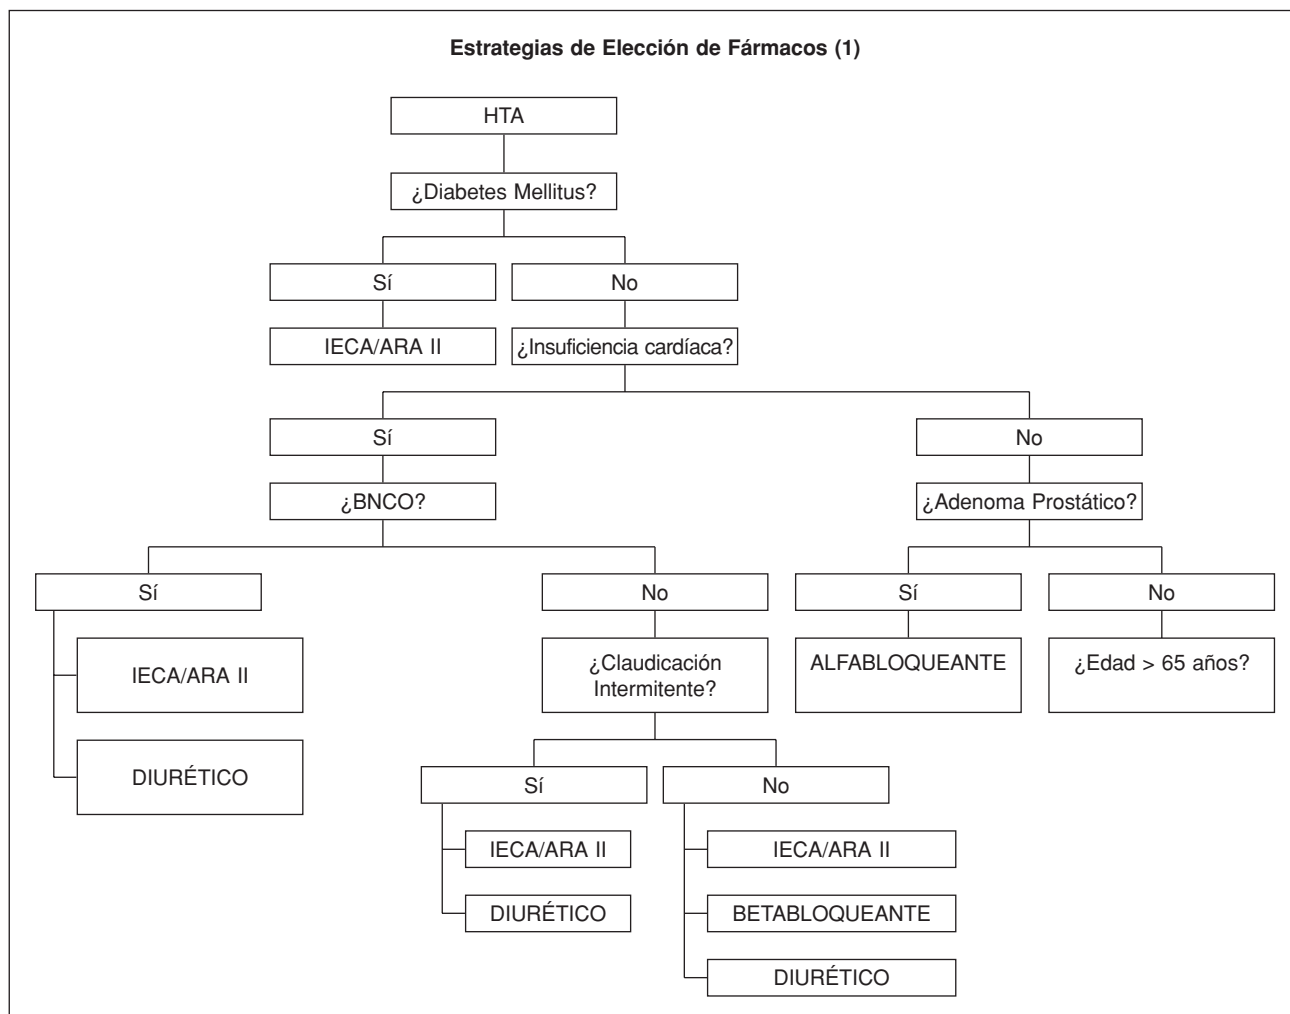 Estrategias de Elección de Fármacos (1)
HTA
¿Diabetes Mellitus?
Sí
No
IECA/ARA II
¿Insuficiencia cardíaca?
Sí
No
¿BNCO?
¿Adenoma Prostático?
Sí
No
Sí
No
IECA/ARA II
¿Claudicación
Intermitente?
ALFABLOQUEANTE
¿Edad > 65 años?
DIURÉTICO
Sí
No
IECA/ARA II
IECA/ARA II
DIURÉTICO
BETABLOQUEANTE
DIURÉTICO